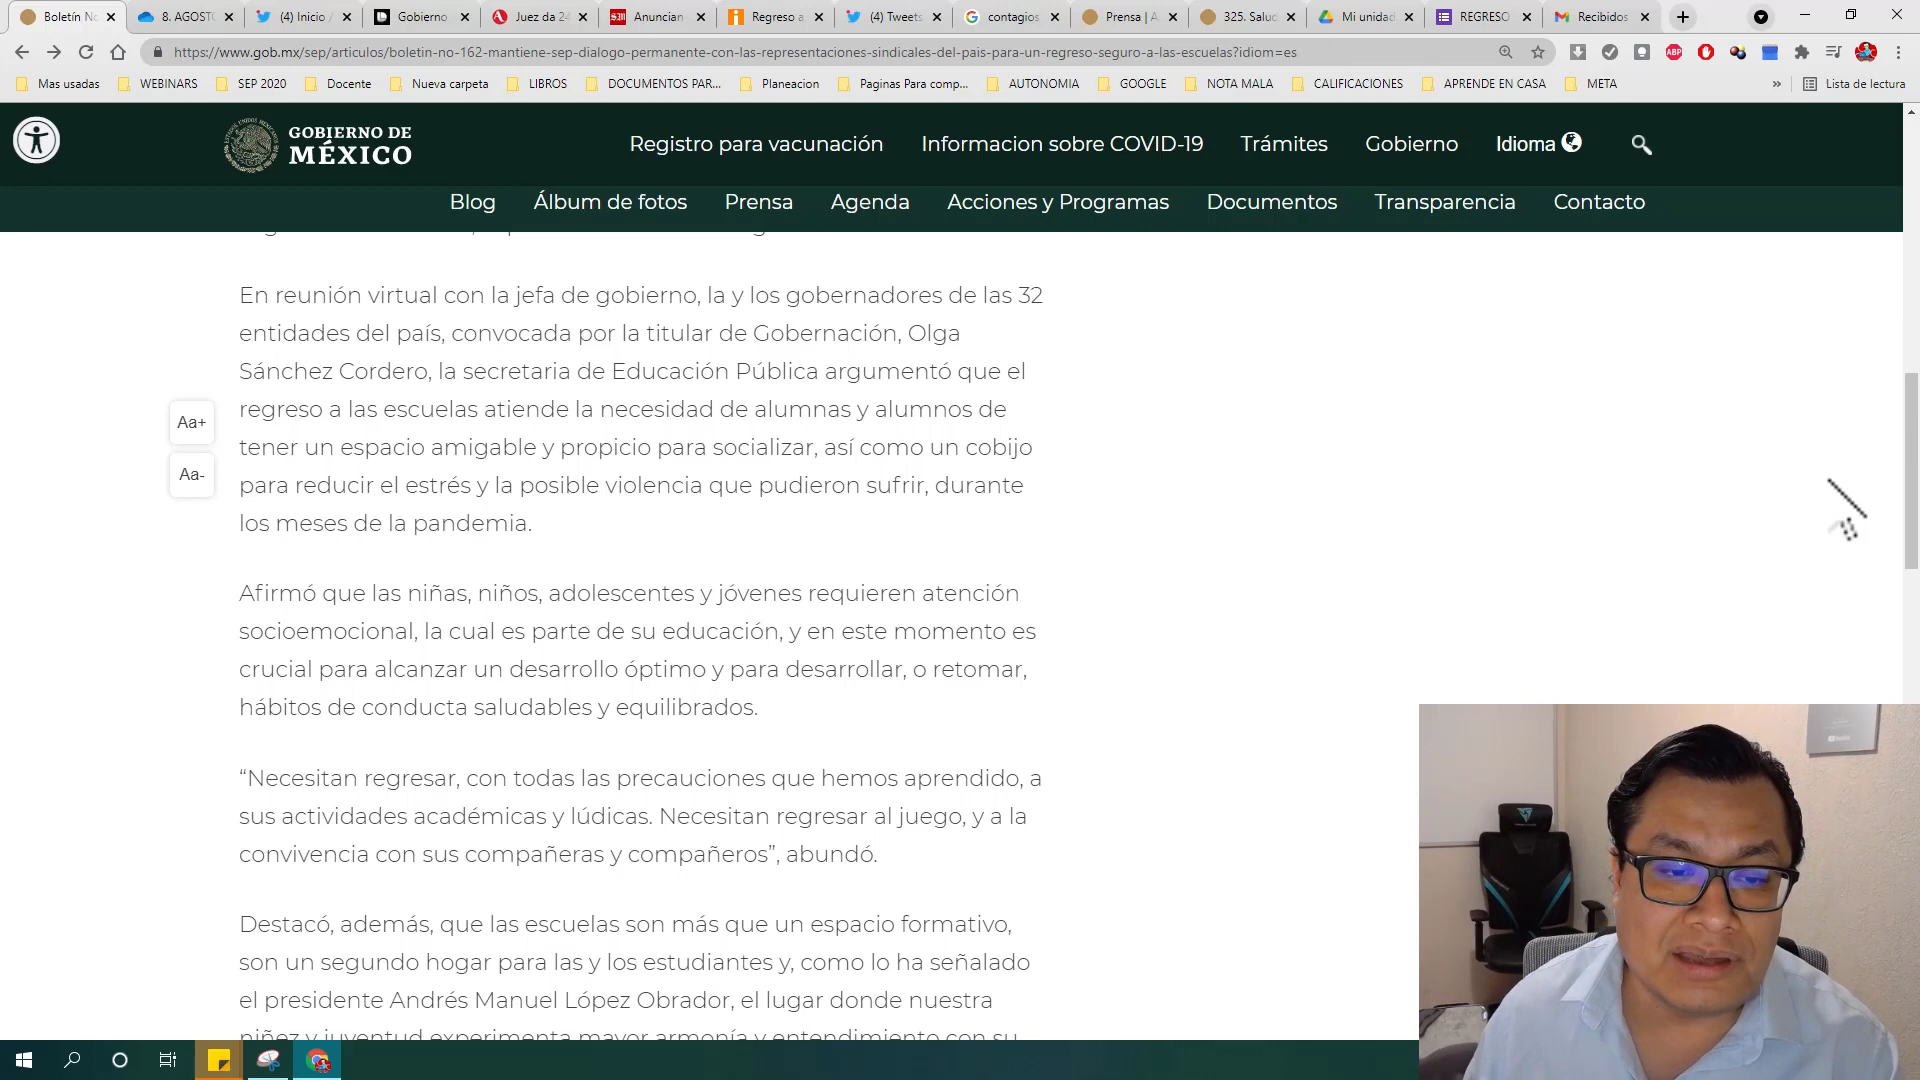 Boletín No
8. AGOSTO
(4) Inicio /
Gobierno
Juez da 24
Anuncian
Regreso a
(4) Tweets
contagios
Prensa | A
325. Salud
Mi unidad
REGRESO
Recibidos
https://www.gob.mx/sep/articulos/boletin-no-162-mantiene-sep-dialogo-permanente-con-las-representaciones-sindicales-del-pais-para-un-regreso-seguro-a-las-escuelas?idiom=es
Mas usadas
WEBINARS
SEP 2020
Docente
Nueva carpeta
LIBROS
DOCUMENTOS PAR...
Planeacion
Paginas Para comp...
AUTONOMIA
GOOGLE
NOTA MALA
CALIFICACIONES
APRENDE EN CASA
META
»
Lista de lectura
GOBIERNO DE
MÉXICO
Registro para vacunación
Informacion sobre COVID-19
Trámites
Gobierno
Idioma
Blog
Álbum de fotos
Prensa
Agenda
Acciones y Programas
Documentos
Transparencia
Contacto
Aa+
Aa-
En reunión virtual con la jefa de gobierno, la y los gobernadores de las 32
entidades del país, convocada por la titular de Gobernación, Olga
Sánchez Cordero, la secretaria de Educación Pública argumentó que el
regreso a las escuelas atiende la necesidad de alumnas y alumnos de
tener un espacio amigable y propicio para socializar, así como un cobijo
para reducir el estrés y la posible violencia que pudieron sufrir, durante
los meses de la pandemia.
Afirmó que las niñas, niños, adolescentes y jóvenes requieren atención
socioemocional, la cual es parte de su educación, y en este momento es
crucial para alcanzar un desarrollo óptimo y para desarrollar, o retomar,
hábitos de conducta saludables y equilibrados.
“Necesitan regresar, con todas las precauciones que hemos aprendido, a
sus actividades académicas y lúdicas. Necesitan regresar al juego, y a la
convivencia con sus compañeras y compañeros”, abundó.
Destacó, además, que las escuelas son más que un espacio formativo,
son un segundo hogar para las y los estudiantes y, como lo ha señalado
el presidente Andrés Manuel López Obrador, el lugar donde nuestra
niñez y juventud experimenta mayor armonía y entendimiento con su